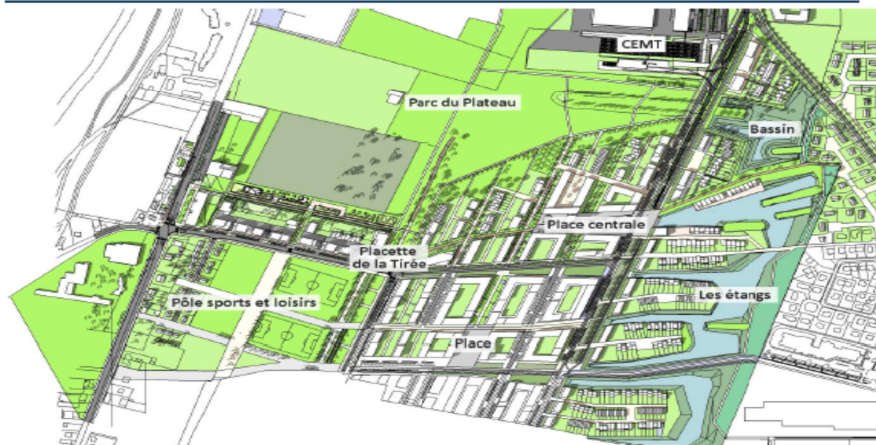 CEMT
Parc du Plateau
Bassin
Place centrale
Placette
de la Tirée
Les étangs
Pôle sports et loisirs
Place